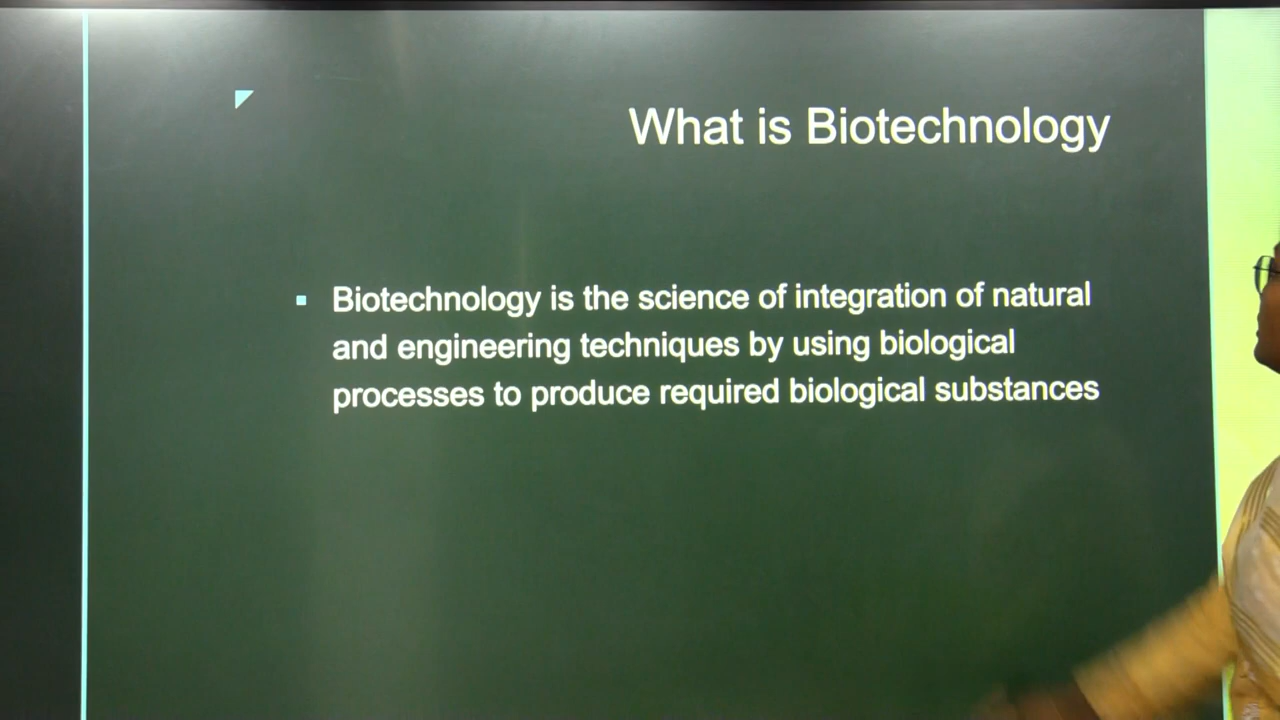 What is Biotechnology
Biotechnology is the science of integration of natural
and engineering techniques by using biological
processes to produce required biological substances